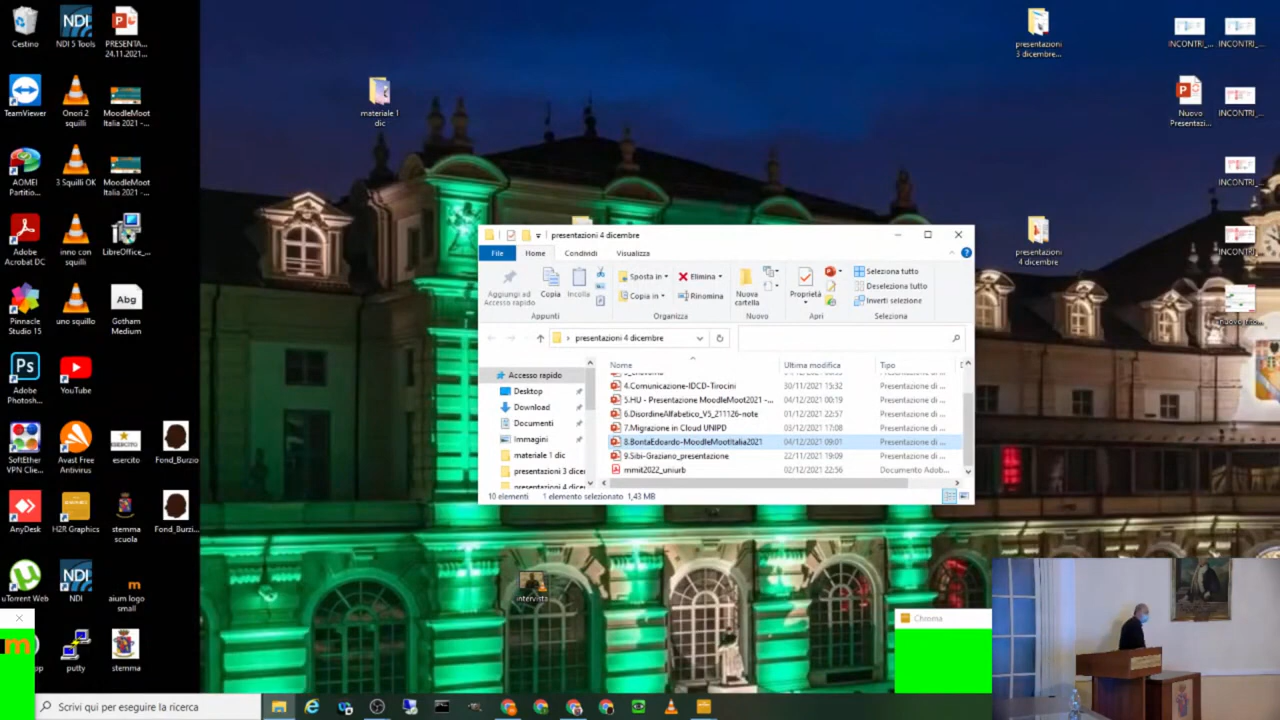 Cestino
NDI 5 Tools
PRESENTA...
24.11.2021...
TeamViewer
Onori 2
squilli
MoodleMoot
Italia 2021 -...
AOMEI
Partitio...
3 Squilli OK
MoodleMoot
Italia 2021 -...
Adobe
Acrobat DC
inno con
squilli
LibreOffice_...
Pinnacle
Studio 15
uno squillo
Abg
Gotham
Medium
Ps
Adobe
Photosh...
YouTube
SoftEther
VPN Clie...
Avast Free
Antivirus
ESERCITO
esercito
Fond_Burzio
AnyDesk
H2R Graphics
stemma
scuola
Fond_Burzi...
uTorrent Web
NDI
aium logo
small
putty
stemma
materiale 1
dic
presentazioni
3 dicembre...
INCONTRI_...
INCONTRI_...
Nuovo
Presentazi...
INCONTRI_...
INCONTRI_...
presentazioni
4 dicembre
INCONTRI_...
presentazioni 4 dicembre
File
Home
Condividi
Visualizza
Aggiungi ad
Accesso rapido
Copia
Incolla
Appunti
Sposta in
Copia in
Elimina
Rinomina
Organizza
Nuova
cartella
Nuovo
Proprietà
Apri
Seleziona tutto
Deseleziona tutto
Inverti selezione
Seleziona
presentazioni 4 dicembre
Nome
Ultima modifica
Tipo
Accesso rapido
Desktop
Download
Documenti
Immagini
materiale 1 dic
presentazioni 3 dicem
presentazioni 4 dicem
4.Comunicazione-IDCD-Tirocini 30/11/2021 15:32 Presentazione di ...
5.HU - Presentazione MoodleMoot2021 -... 04/12/2021 00:19 Presentazione di ...
6.DisordineAlfabetico_V5_211126-note 01/12/2021 22:57 Presentazione di ...
7.Migrazione in Cloud UNIPD 03/12/2021 17:08 Presentazione di ...
8.BontaEdoardo-MoodleMootItalia2021 04/12/2021 09:01 Presentazione di ...
9.Sibi-Graziano_presentazione 22/11/2021 19:09 Presentazione di ...
mmit2022_uniurb 02/12/2021 22:56 Documento Adob...
10 elementi 1 elemento selezionato 1,43 MB
intervista
Chroma
Scrivi qui per eseguire la ricerca